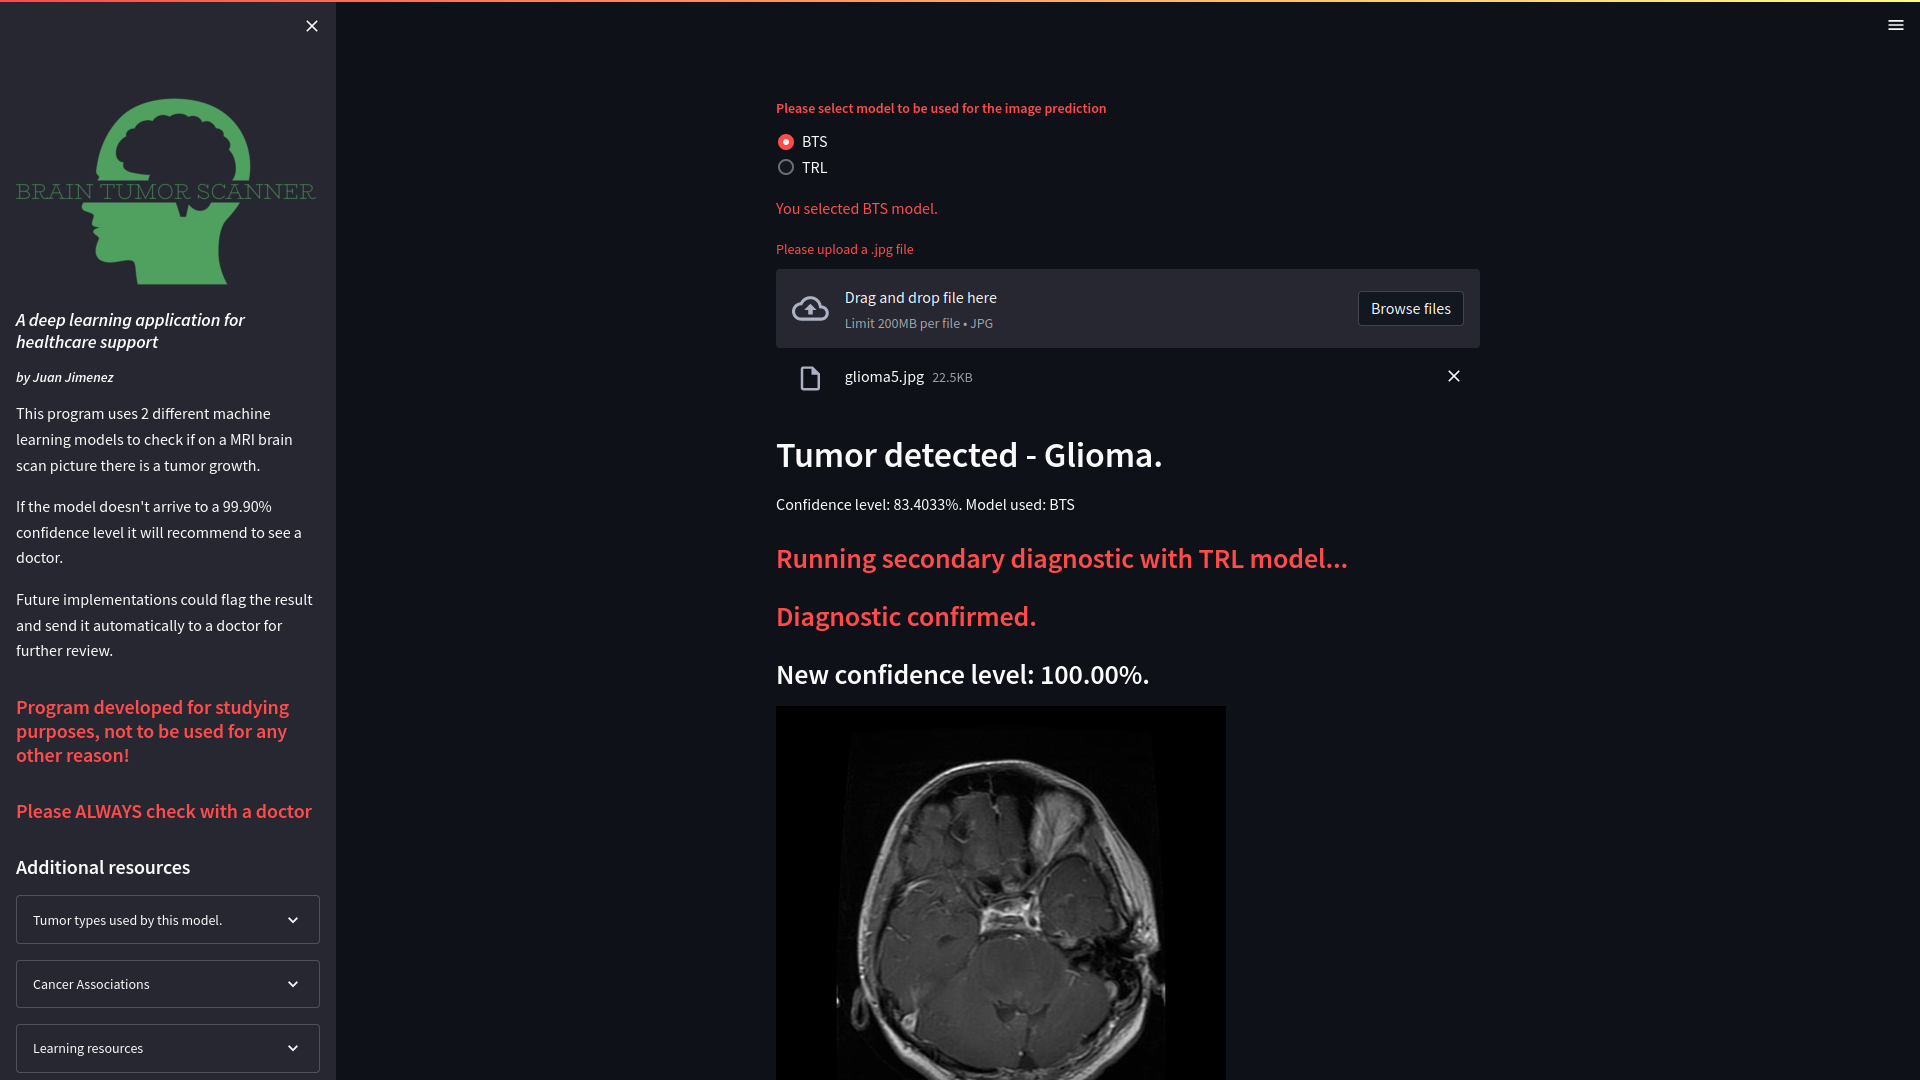 BRAIN TUMOR SCANNER
A deep learning application for
healthcare support
by Juan Jimenez
This program uses 2 different machine
learning models to check if on a MRI brain
scan picture there is a tumor growth.
If the model doesn't arrive to a 99.90%
confidence level it will recommend to see a
doctor.
Future implementations could flag the result
and send it automatically to a doctor for
further review.
Program developed for studying
purposes, not to be used for any
other reason!
Please ALWAYS check with a doctor
Additional resources
Tumor types used by this model.
Cancer Associations
Learning resources
Please select model to be used for the image prediction
BTS
TRL
You selected BTS model.
Please upload a .jpg file
Drag and drop file here
Limit 200MB per file • JPG
Browse files
glioma5.jpg 22.5KB
Tumor detected - Glioma.
Confidence level: 83.4033%. Model used: BTS
Running secondary diagnostic with TRL model...
Diagnostic confirmed.
New confidence level: 100.00%.